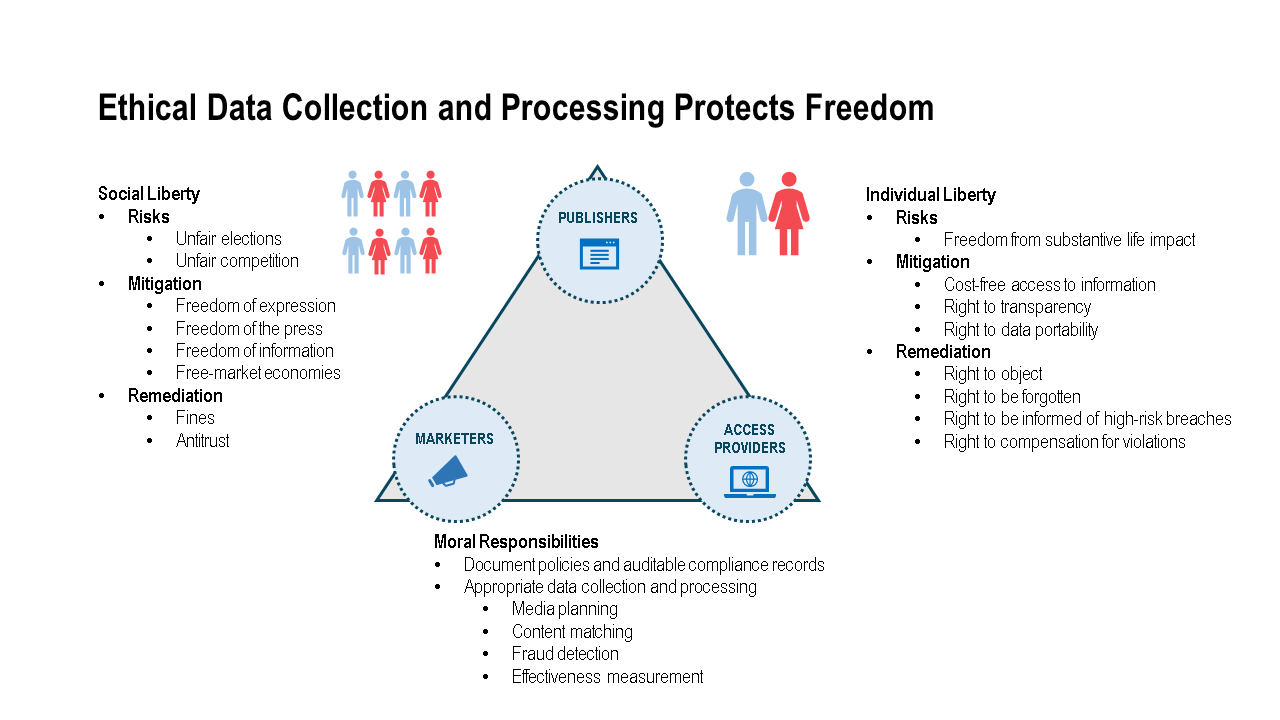 Ethical Data Collection and Processing Protects Freedom
Social Liberty
• Risks
• Unfair elections
• Unfair competition
• Mitigation
• Freedom of expression
• Freedom of the press
• Freedom of information
• Free-market economies
• Remediation
• Fines
• Antitrust
PUBLISHERS
MARKETERS
ACCESS
PROVIDERS
Individual Liberty
• Risks
• Freedom from substantive life impact
• Mitigation
• Cost-free access to information
• Right to transparency
• Right to data portability
• Remediation
• Right to object
• Right to be forgotten
• Right to be informed of high-risk breaches
• Right to compensation for violations
Moral Responsibilities
• Document policies and auditable compliance records
• Appropriate data collection and processing
• Media planning
• Content matching
• Fraud detection
• Effectiveness measurement